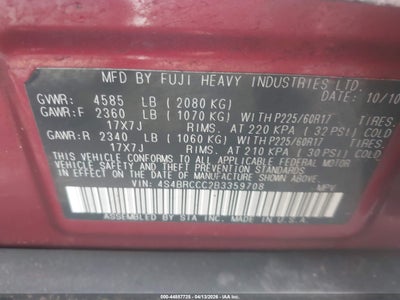 MFD BY FUJI HEAVY INDUSTRIES LTD. 10/10
GVWR: 4585 LB (2080 KG)
GAWR:F 2360 LB (1070 KG) WITH P225/60R17 TIRES.
17X7J RIMS. AT 220 KPA (32 PSI) COLD
GAWR:R 2340 LB (1060 KG) WITH P225/60R17 TIRES.
17X7J RIMS. AT 210 KPA (30 PSI) COLD
THIS VEHICLE CONFORMS TO ALL APPLICABLE FEDERAL MOTOR
VEHICLE SAFETY AND THEFT PREVENTION STANDARDS
IN EFFECT ON THE DATE OF MANUFACTURE SHOWN ABOVE.
VIN: 4S4BRCCC2B3359708 MPV
ASSEMBLED BY SIA INC. MADE IN U.S.A.
000-44887725 - 04/13/2026 -